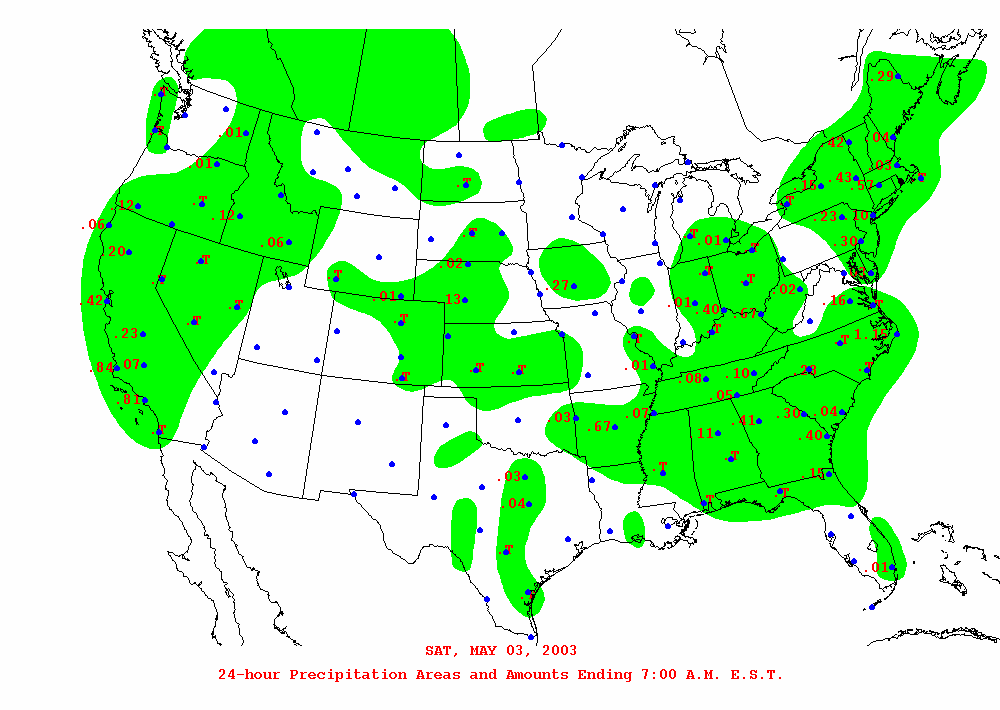 .29
.T
.04
.T
.01
.42
.03
.01
.43
.57
.T
.T
.15
.T
.12
.T
.12
.23
.10
.06
.T
.T
.01
.30
.06
.20
.T
.T
.02
.T
.T
.T
.T
.27
.02
.42
.T
.01
.13
.01
.40
.16
.T
.T
.T
.67
.23
.T
.T
1.15
.T
.84
.07
.T
.T
.T
.01
.08
.10
.T
.05
.81
.03
.67
.07
.41
.30
.04
.T
.11
.40
.T
.T
.03
.15
.T
.04
.T
.T
.01
.T
SAT, MAY 03, 2003
24-hour Precipitation Areas and Amounts Ending 7:00 A.M. E.S.T.